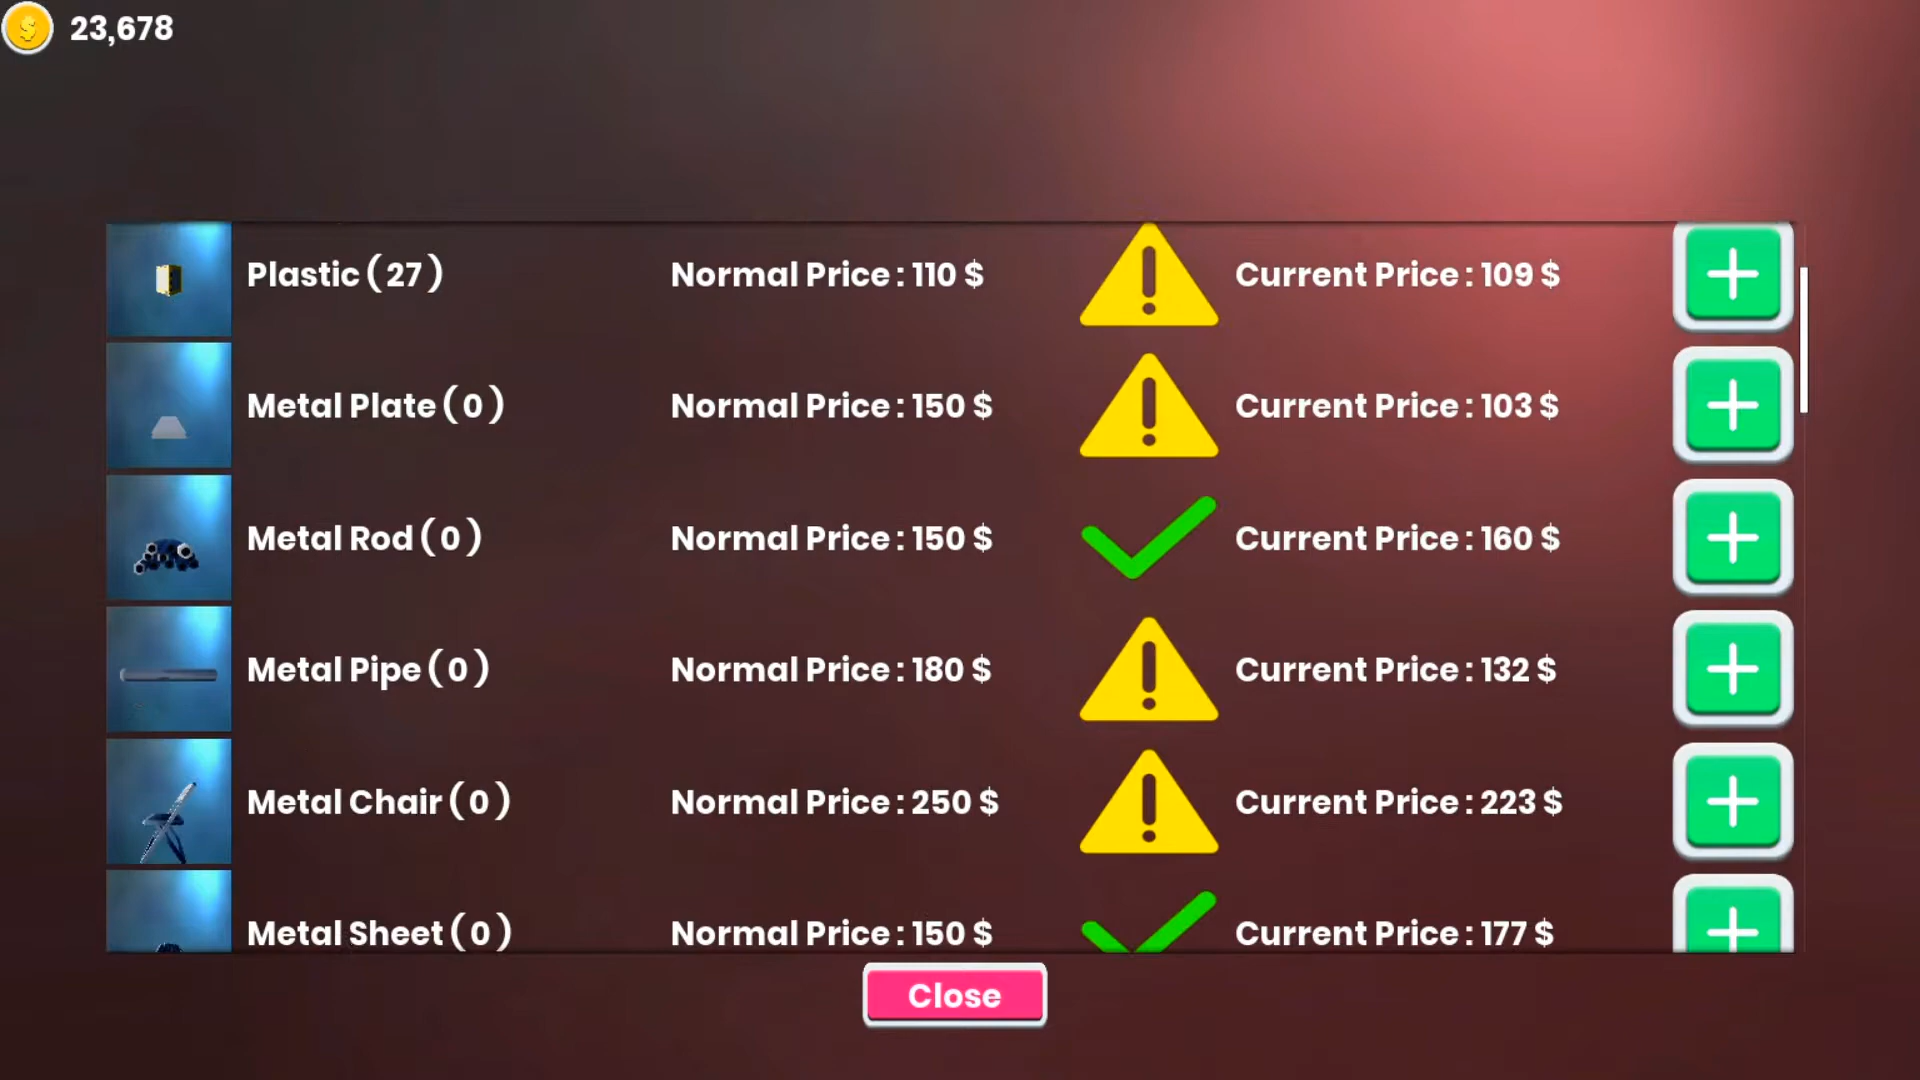 23,678
Plastic ( 27 ) Normal Price : 110 $ Current Price : 109 $
Metal Plate ( 0 ) Normal Price : 150 $ Current Price : 103 $
Metal Rod ( 0 ) Normal Price : 150 $ Current Price : 160 $
Metal Pipe ( 0 ) Normal Price : 180 $ Current Price : 132 $
Metal Chair ( 0 ) Normal Price : 250 $ Current Price : 223 $
Metal Sheet ( 0 ) Normal Price : 150 $ Current Price : 177 $
Close